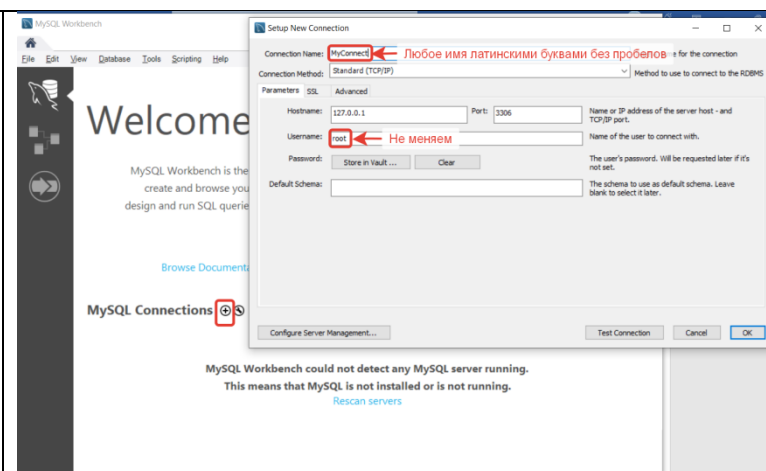 MySQL Workbench
File Edit View Database Tools Scripting Help
Welcome
MySQL Workbench is the
create and browse you
design and run SQL querie
Browse Documenta
MySQL Connections
MySQL Workbench could not detect any MySQL server running.
This means that MySQL is not installed or is not running.
Rescan servers
Setup New Connection
Connection Name: MyConnect Любое имя латинскими буквами без пробелов e for the connection
Connection Method: Standard (TCP/IP) Method to use to connect to the RDBMS
Parameters SSL Advanced
Hostname: 127.0.0.1 Port: 3306 Name or IP address of the server host - and
TCP/IP port.
Username: root Не меняем Name of the user to connect with.
Password: Store in Vault ... Clear The user's password. Will be requested later if it's
not set.
Default Schema: The schema to use as default schema. Leave
blank to select it later.
Configure Server Management... Test Connection Cancel OK